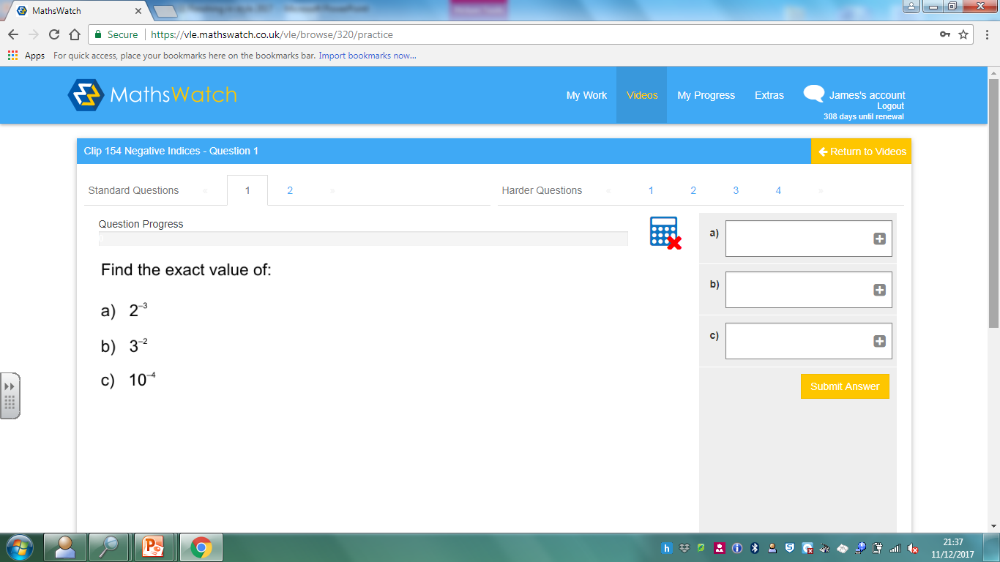 MathsWatch
Secure https://vle.mathswatch.co.uk/vle/browse/320/practice
Apps For quick access, place your bookmarks here on the bookmarks bar. Import bookmarks now...
MathsWatch
My Work Videos My Progress Extras James's account
Logout
308 days until renewal
Clip 154 Negative Indices - Question 1
Return to Videos
Standard Questions « 1 2 »
Harder Questions « 1 2 3 4 »
Question Progress
Find the exact value of:
a) 2⁻³
b) 3⁻²
c) 10⁻⁴
a)
b)
c)
Submit Answer
21:37
11/12/2017